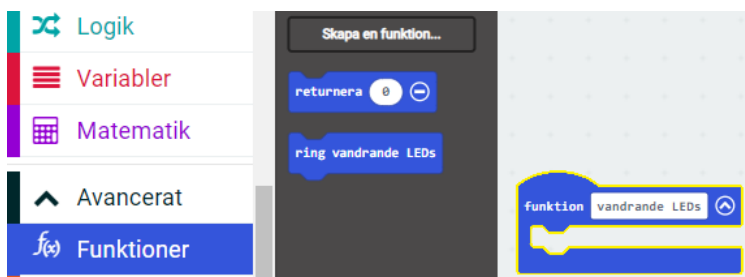 Logik
Variabler
Matematik
Avancerat
f(x) Funktioner
Skapa en funktion...
returnera 0
ring vandrande LEDs
funktion vandrande LEDs